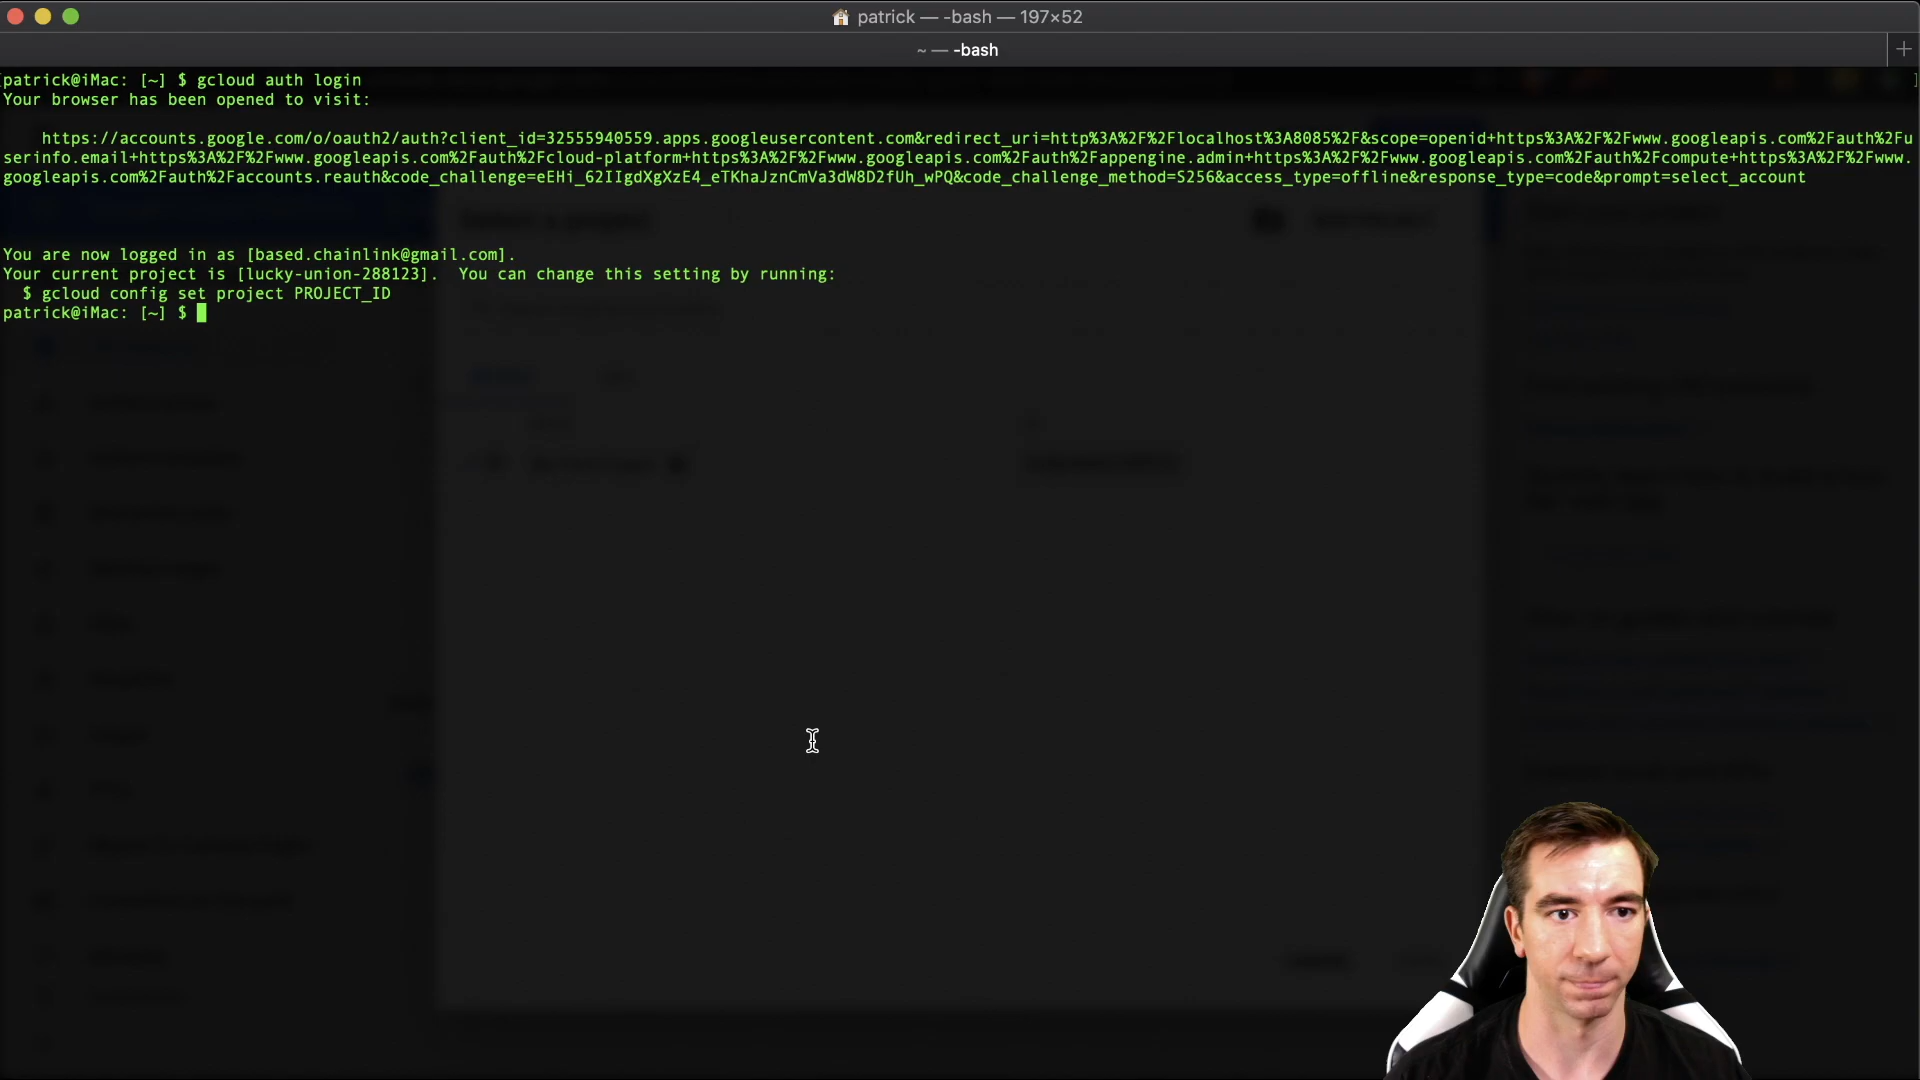 patrick — -bash — 197×52
~ — -bash
patrick@iMac: [~] $ gcloud auth login
Your browser has been opened to visit:
https://accounts.google.com/o/oauth2/auth?client_id=32555940559.apps.googleusercontent.com&redirect_uri=http%3A%2F%2Flocalhost%3A8085%2F&scope=openid+https%3A%2F%2Fwww.googleapis.com%2Fauth%2Fu
serinfo.email+https%3A%2F%2Fwww.googleapis.com%2Fauth%2Fcloud-platform+https%3A%2F%2Fwww.googleapis.com%2Fauth%2Fappengine.admin+https%3A%2F%2Fwww.googleapis.com%2Fauth%2Fcompute+https%3A%2F%2Fwww.
googleapis.com%2Fauth%2Faccounts.reauth&code_challenge=eEHi_62IIgdXgXzE4_eTKhaJznCmVa3dW8D2fUh_wPQ&code_challenge_method=S256&access_type=offline&response_type=code&prompt=select_account
You are now logged in as [based.chainlink@gmail.com].
Your current project is [lucky-union-288123].  You can change this setting by running:
$ gcloud config set project PROJECT_ID
patrick@iMac: [~] $